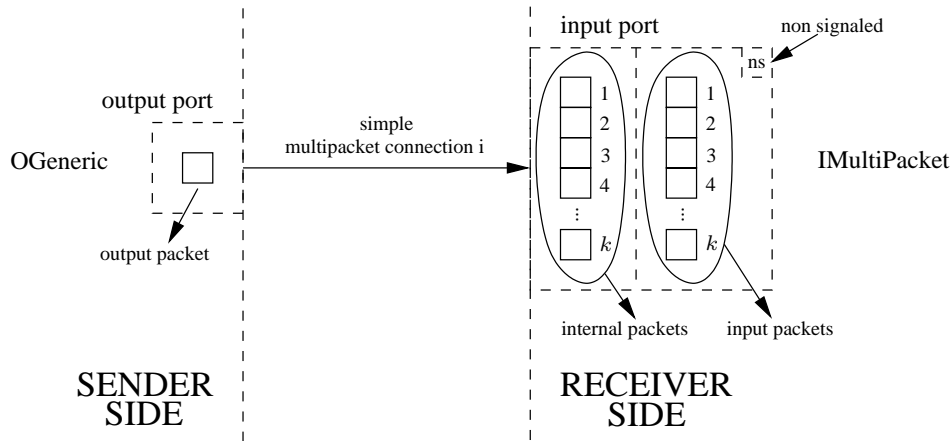 input port
non signaled
ns
output port
OGeneric
simple
multipacket connection i
1
2
3
4
...
k
1
2
3
4
...
k
IMultiPacket
output packet
internal packets
input packets
SENDER
SIDE
RECEIVER
SIDE